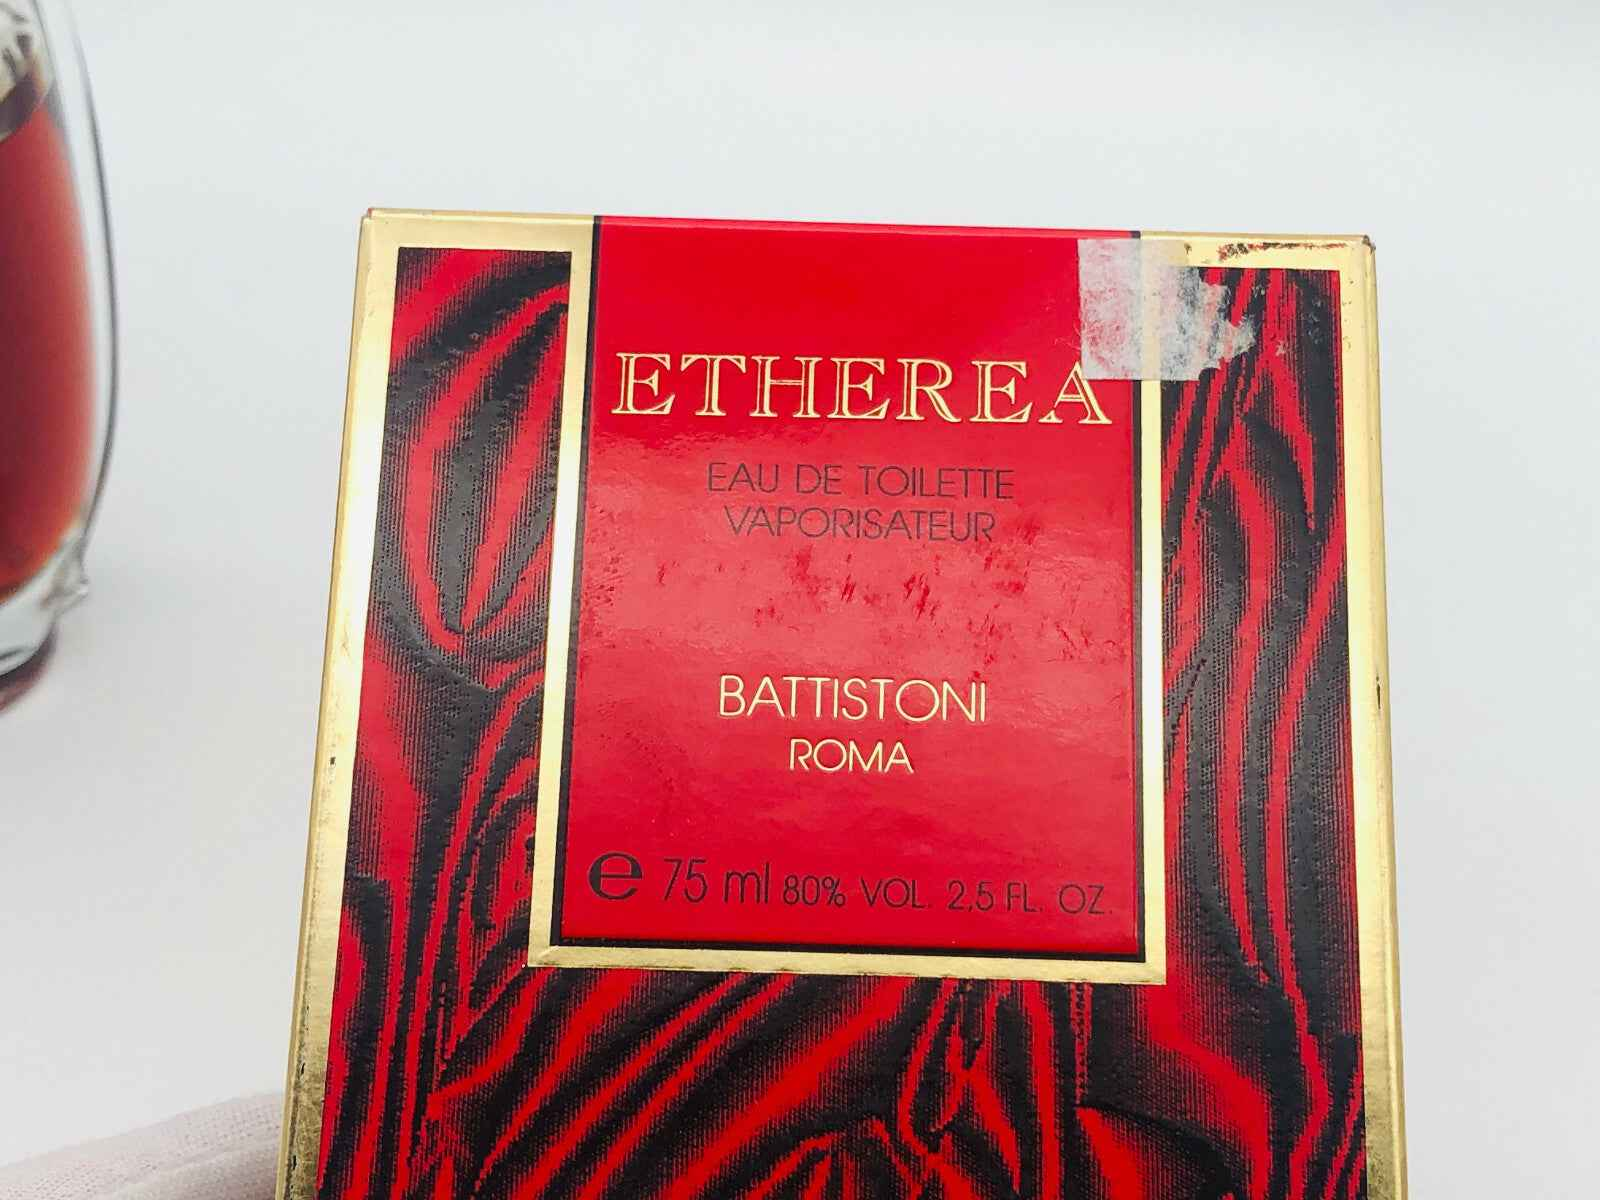 ETHEREA
EAU DE TOILETTE
VAPORISATEUR
BATTISTONI
ROMA
℮ 75 ml 80% VOL. 2,5 FL. OZ.